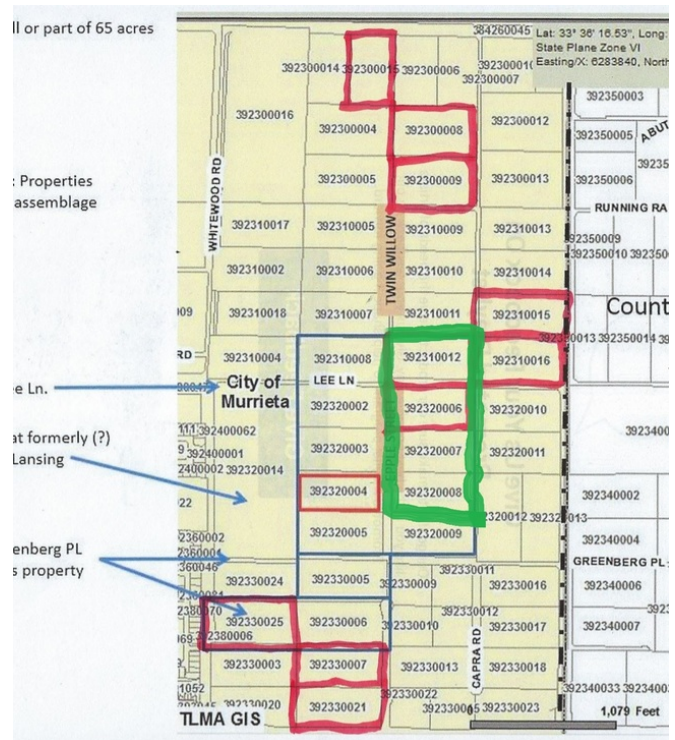 ll or part of 65 acres
384260045
Lat: 33° 36' 16.53", Long:
State Plane Zone VI
Easting/X: 6283840, North
392300014 392300015 392300006
392300007
392350003
392300016
392300004 392300008 392300012
392350005
392300005 392300009 392300013
392350006
: Properties
assemblage
WHITEWOOD RD
RUNNING RA
TWIN WILLOW
392310017 392310005 392310009 392310013
392350009
392310002 392310006 392310010 392310014
392350010
392310018 392310007 392310011 392310015
Count
392350014
RD
392310004 392310008 392310012 392310016
LEE LN
City of
Murrieta
e Ln.
392320002 392320006 392320010
392400062
at formerly (?)
Lansing
392400001 392320003 392320007 392320011
392320014
392320004 392320008
392340002
392320005 392320009
392340004
enberg PL
s property
GREENBERG PL
392330024 392330005 392330009 392330011 392330016
392340006
392330025 392330006 392330010 392330012 392330017
392340007
392380006
CAPRA RD
392330003 392330007 392330013 392330018
392330022
392340033
392330020 392330021 392330023
TLMA GIS
1,079 Feet